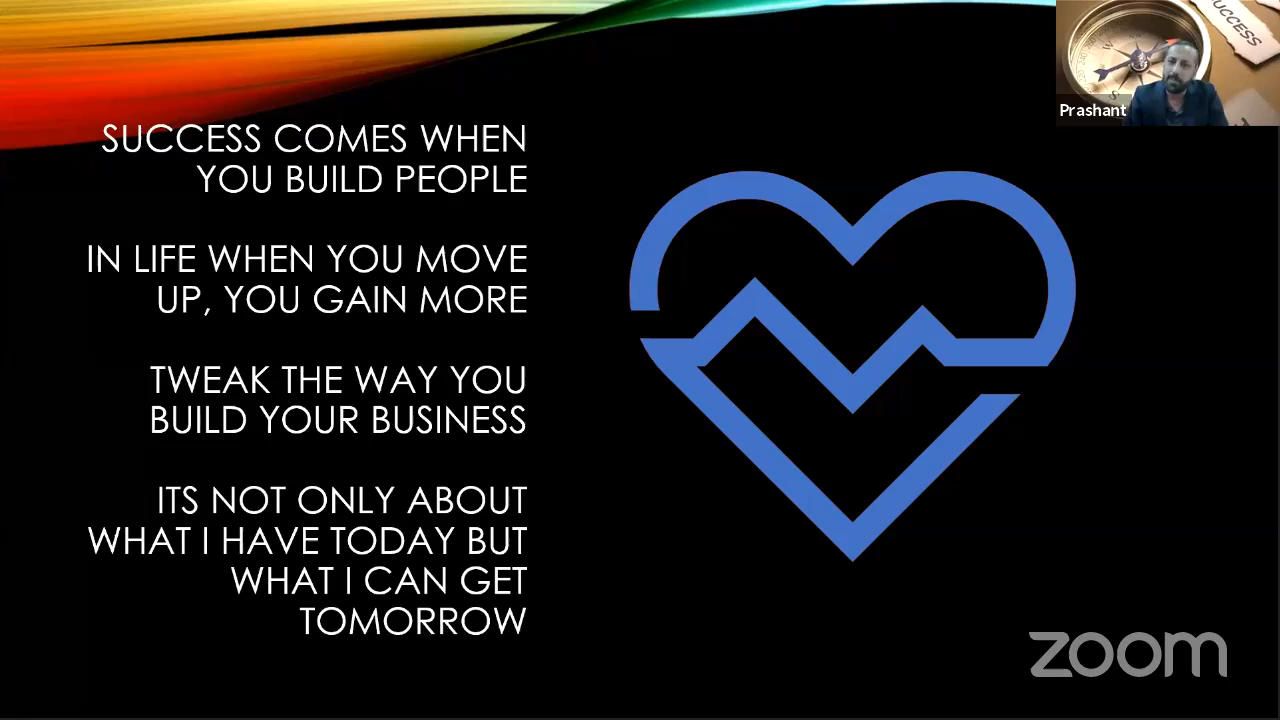 SUCCESS COMES WHEN
YOU BUILD PEOPLE
IN LIFE WHEN YOU MOVE
UP, YOU GAIN MORE
TWEAK THE WAY YOU
BUILD YOUR BUSINESS
ITS NOT ONLY ABOUT
WHAT I HAVE TODAY BUT
WHAT I CAN GET
TOMORROW
SUCCESS
W
S
Prashant
zoom